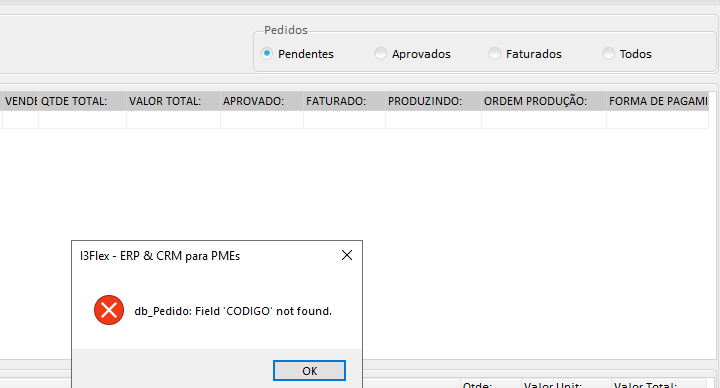 Pedidos
Pendentes Aprovados Faturados Todos
VENDE QTDE TOTAL: VALOR TOTAL: APROVADO: FATURADO: PRODUZINDO: ORDEM PRODUÇÃO: FORMA DE PAGAMI
I3Flex - ERP & CRM para PMEs
db_Pedido: Field 'CODIGO' not found.
OK
Qtde: Valor Unit: Valor Total: